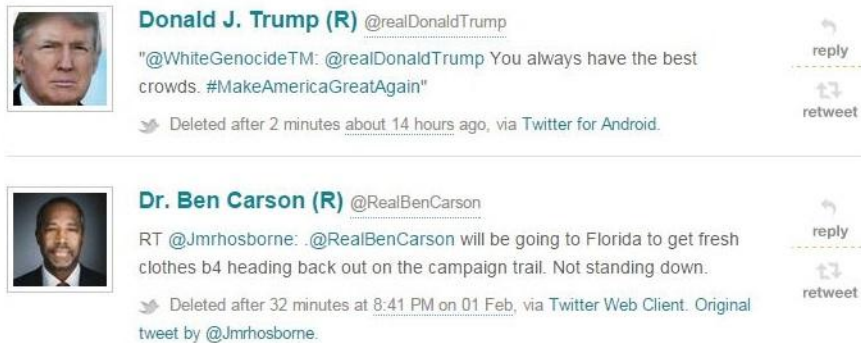 Donald J. Trump (R) @realDonaldTrump
"@WhiteGenocideTM: @realDonaldTrump You always have the best
crowds. #MakeAmericaGreatAgain"
Deleted after 2 minutes about 14 hours ago, via Twitter for Android.
reply
retweet
Dr. Ben Carson (R) @RealBenCarson
RT @Jmrhosborne: .@RealBenCarson will be going to Florida to get fresh
clothes b4 heading back out on the campaign trail. Not standing down.
Deleted after 32 minutes at 8:41 PM on 01 Feb, via Twitter Web Client. Original
tweet by @Jmrhosborne.
reply
retweet